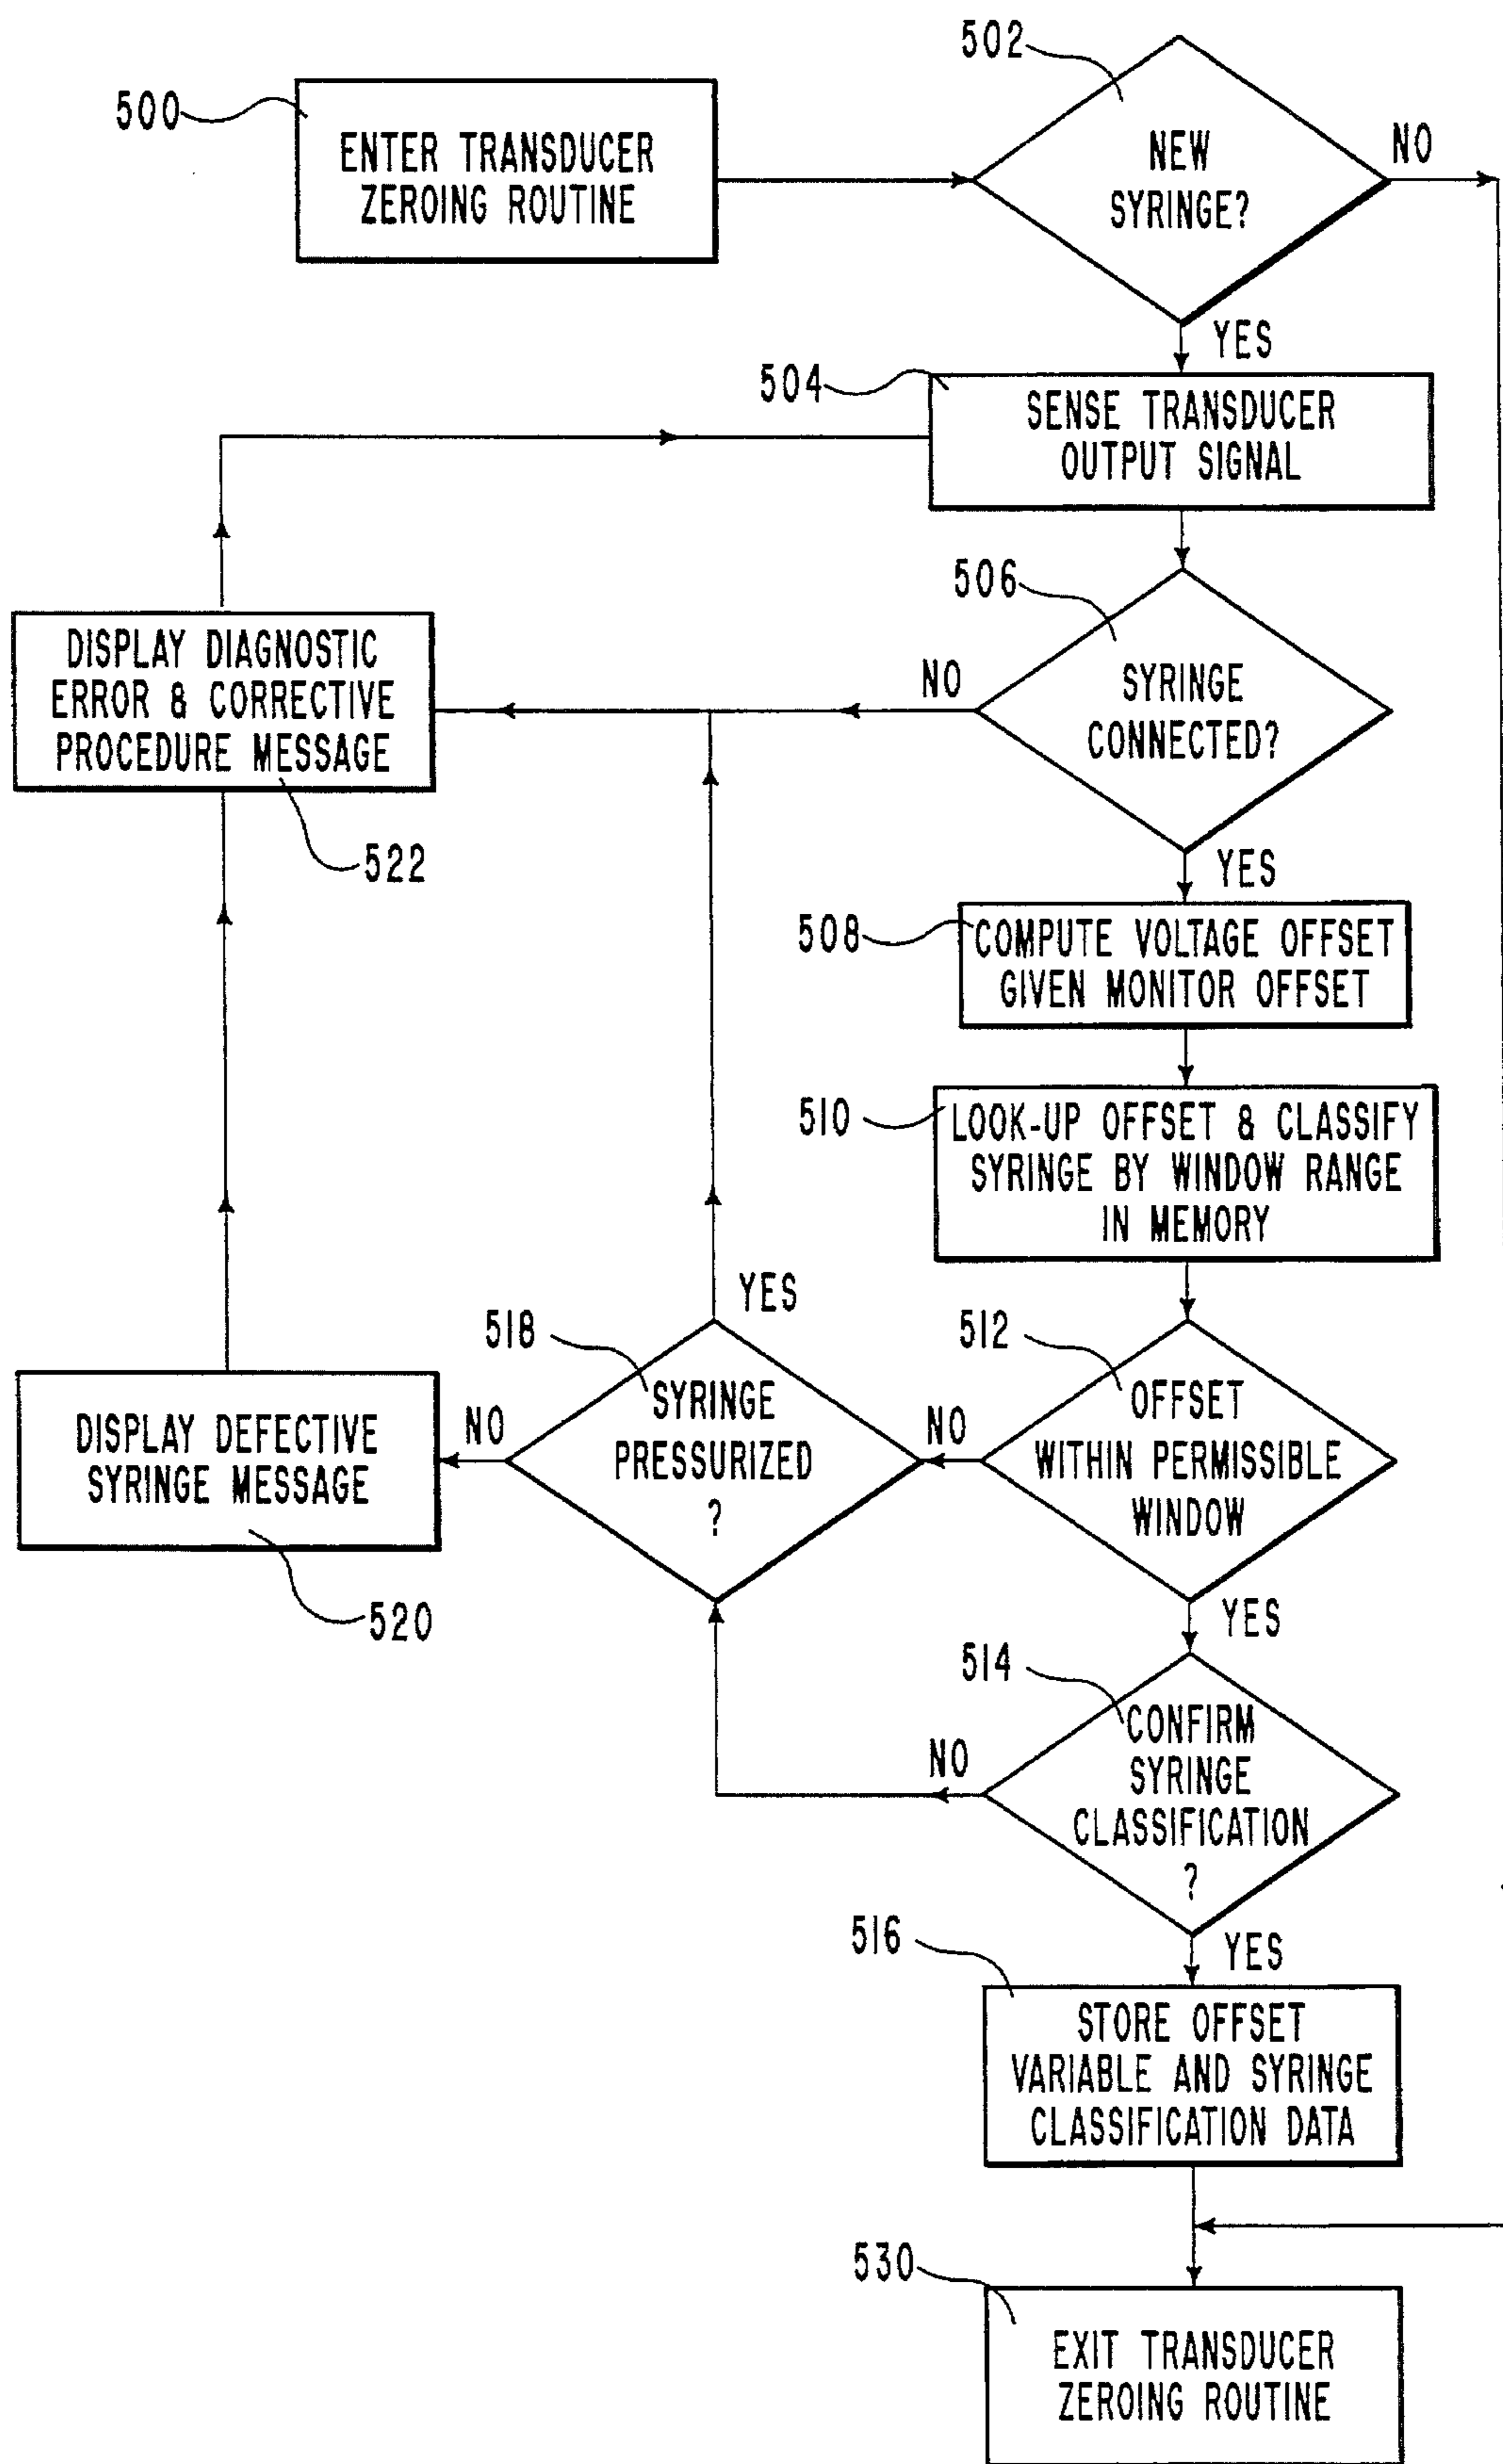 502
500
ENTER TRANSDUCER
ZEROING ROUTINE
NEW
SYRINGE?
NO
YES
504
SENSE TRANSDUCER
OUTPUT SIGNAL
506
SYRINGE
CONNECTED?
NO
DISPLAY DIAGNOSTIC
ERROR & CORRECTIVE
PROCEDURE MESSAGE
522
YES
508
COMPUTE VOLTAGE OFFSET
GIVEN MONITOR OFFSET
510
LOOK-UP OFFSET & CLASSIFY
SYRINGE BY WINDOW RANGE
IN MEMORY
YES
518
512
OFFSET
WITHIN PERMISSIBLE
WINDOW
NO
SYRINGE
PRESSURIZED
?
NO
DISPLAY DEFECTIVE
SYRINGE MESSAGE
520
YES
514
CONFIRM
SYRINGE
CLASSIFICATION
?
NO
YES
516
STORE OFFSET
VARIABLE AND SYRINGE
CLASSIFICATION DATA
530
EXIT TRANSDUCER
ZEROING ROUTINE